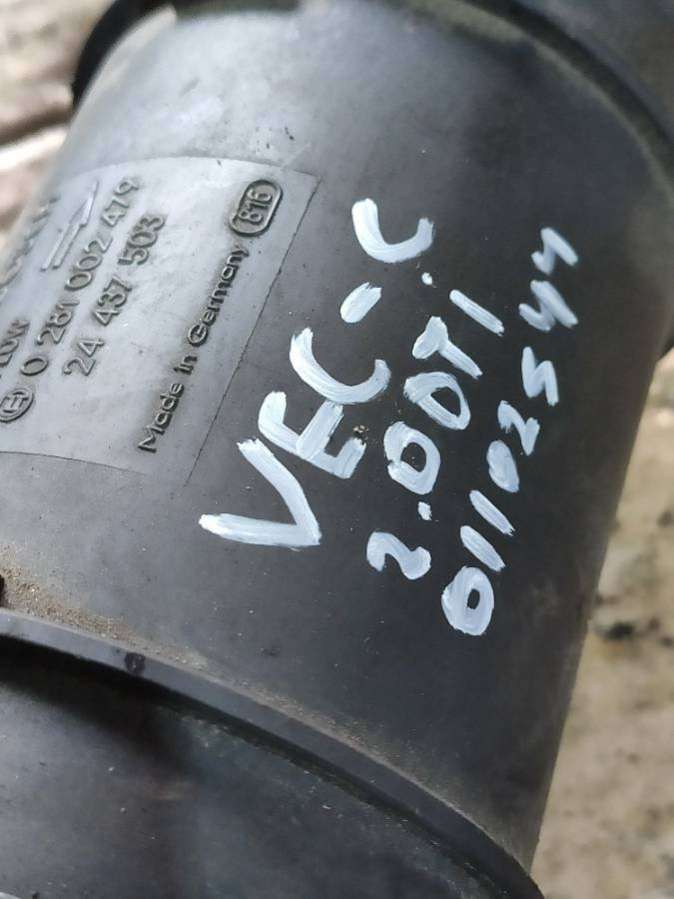 0 281 002 479
24 437 503
Made in Germany
816
VEC-C
2.0DTI
01102544